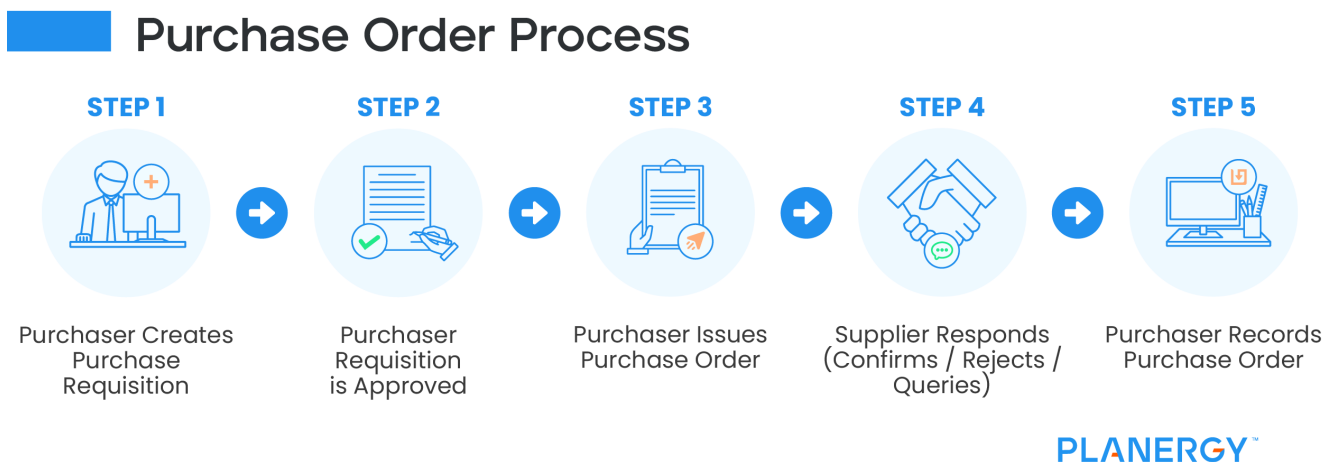 Purchase Order Process
STEP 1
Purchaser Creates
Purchase
Requisition
STEP 2
Purchaser
Requisition
is Approved
STEP 3
Purchaser Issues
Purchase Order
STEP 4
Supplier Responds
(Confirms / Rejects /
Queries)
STEP 5
Purchaser Records
Purchase Order
PLANERGY™